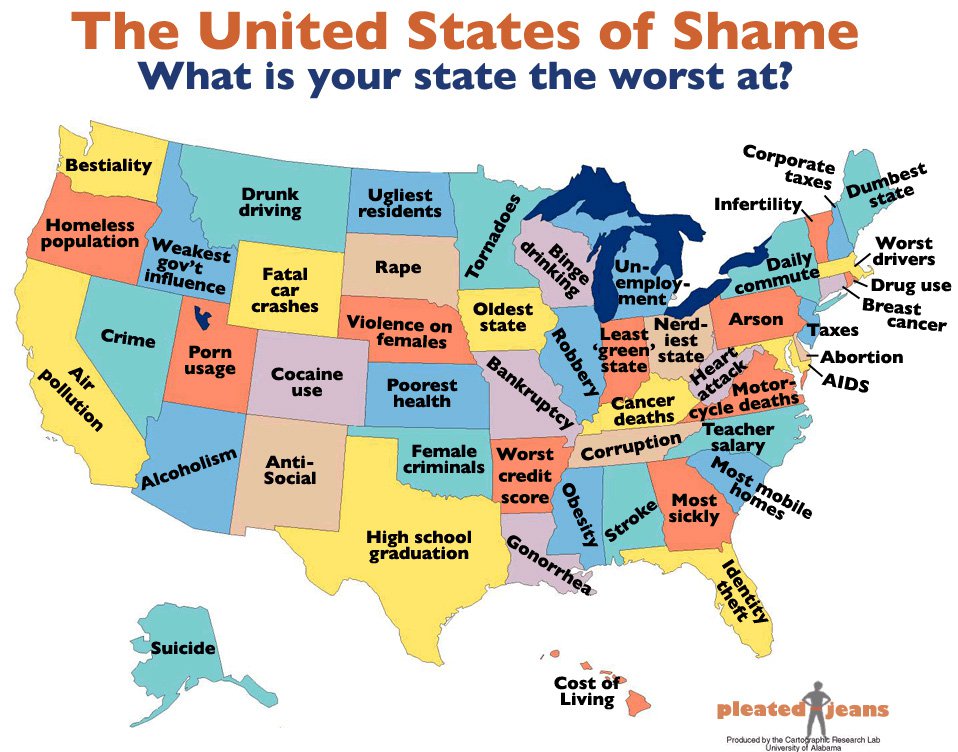 The United States of Shame
What is your state the worst at?
Bestiality
Homeless
population
Weakest
gov't
influence
Drunk
driving
Ugliest
residents
Tornadoes
Binge
drinking
Un-
employ-
ment
Corporate
taxes
Dumbest
state
Infertility
Worst
drivers
Daily
commute
Drug use
Breast
cancer
Fatal
car
crashes
Rape
Oldest
state
Violence on
females
Crime
Porn
usage
Cocaine
use
Poorest
health
Bankruptcy
Robbery
Least
'green'
state
Nerd-
iest
state
Arson
Taxes
Abortion
AIDS
Heart
attack
Motor-
cycle deaths
Cancer
deaths
Air
pollution
Alcoholism
Anti-
Social
Female
criminals
Worst
credit
score
Corruption
Teacher
salary
Most mobile
homes
High school
graduation
Gonorrhea
Obesity
Stroke
Most
sickly
Identity
theft
Suicide
Cost of
Living
pleated jeans
Produced by the Cartographic Research Lab
University of Alabama